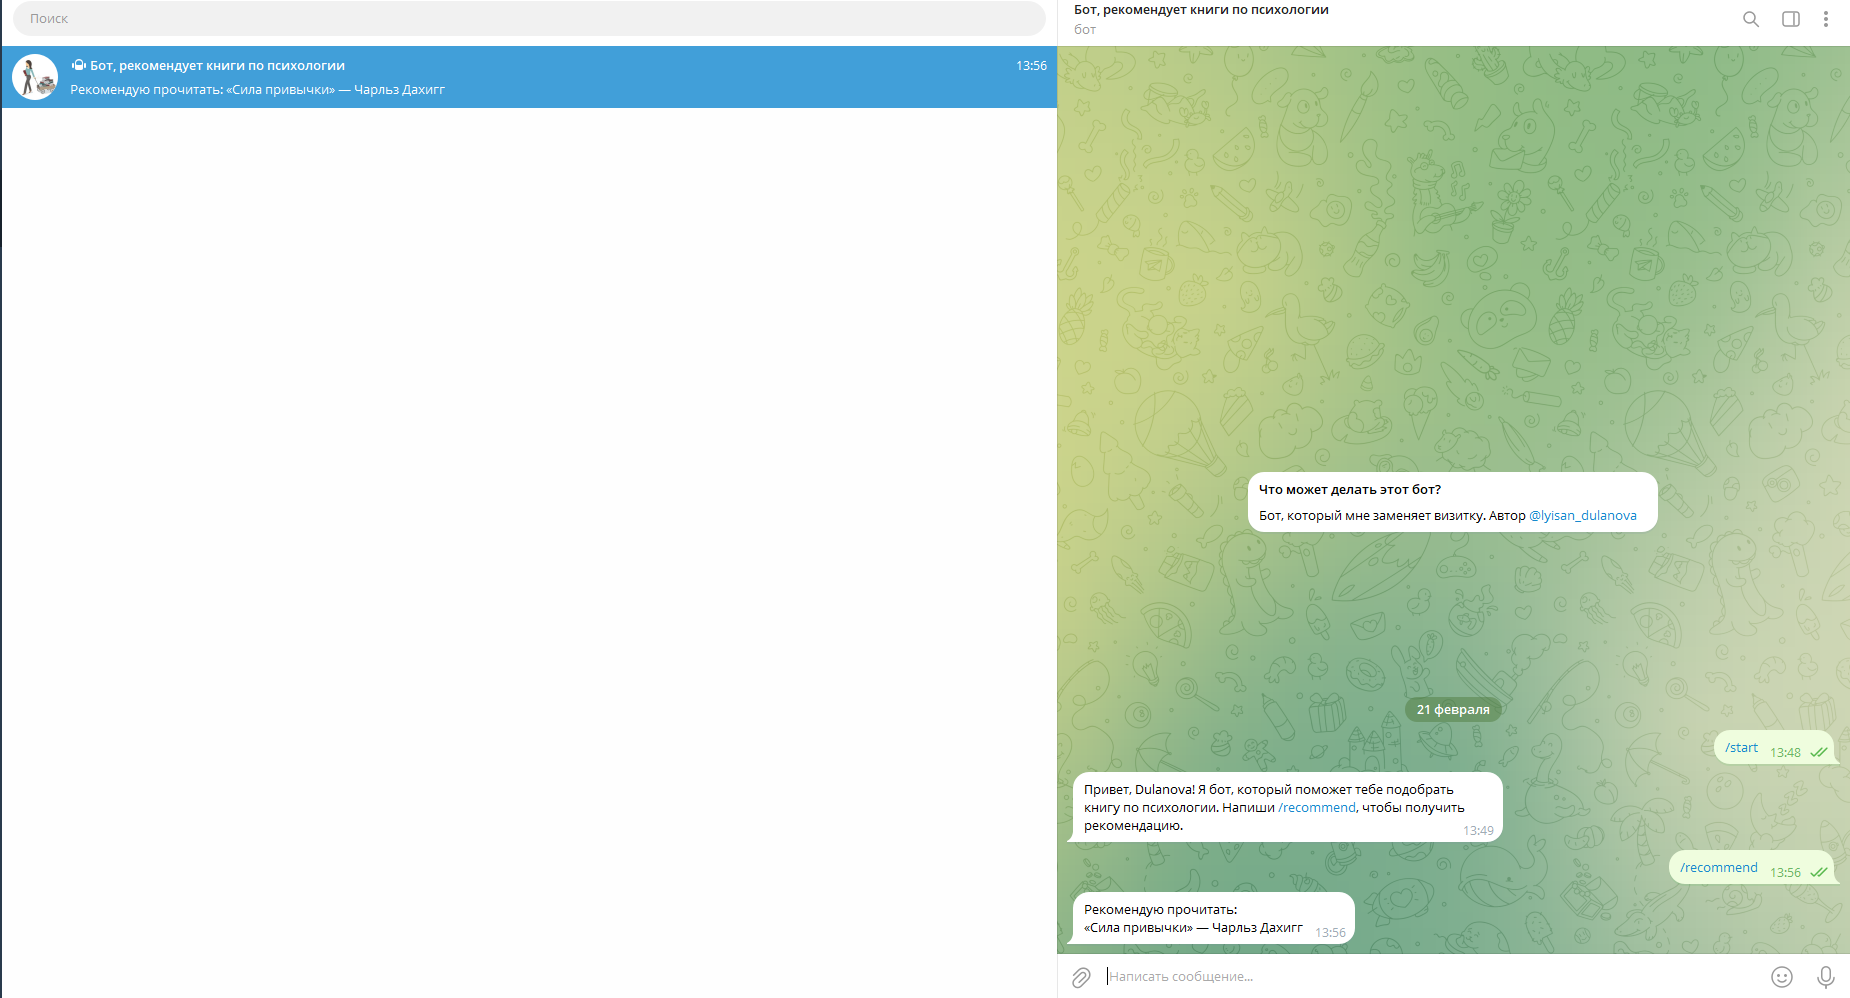 Поиск
Бот, рекомендует книги по психологии
13:56
Рекомендую прочитать: «Сила привычки» — Чарльз Дахигг
Бот, рекомендует книги по психологии
бот
Что может делать этот бот?
Бот, который мне заменяет визитку. Автор @lyisan_dulanova
21 февраля
/start 13:48
Привет, Dulanova! Я бот, который поможет тебе подобрать
книгу по психологии. Напиши /recommend, чтобы получить
рекомендацию.
13:49
/recommend 13:56
Рекомендую прочитать:
«Сила привычки» — Чарльз Дахигг 13:56
Написать сообщение...